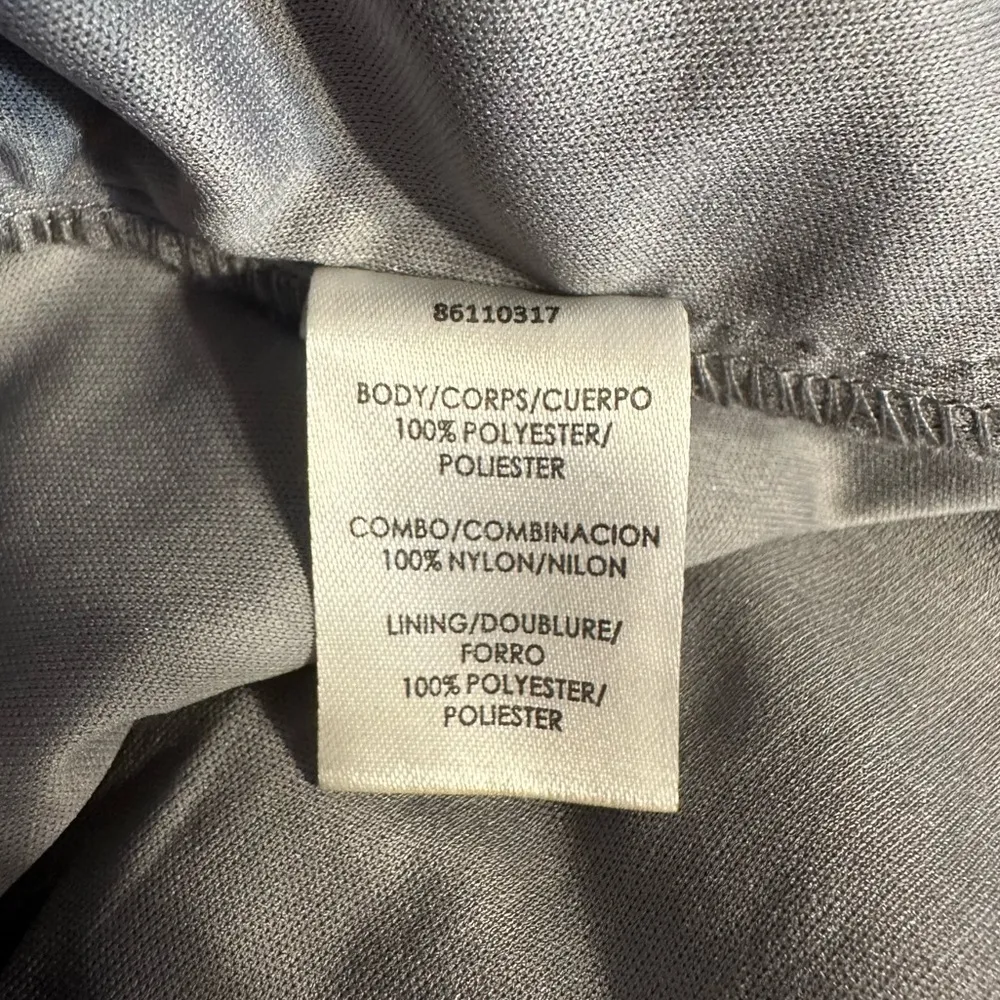 86110317
BODY/CORPS/CUERPO
100% POLYESTER/
POLIESTER
COMBO/COMBINACION
100% NYLON/NILON
LINING/DOUBLURE/
FORRO
100% POLYESTER/
POLIESTER